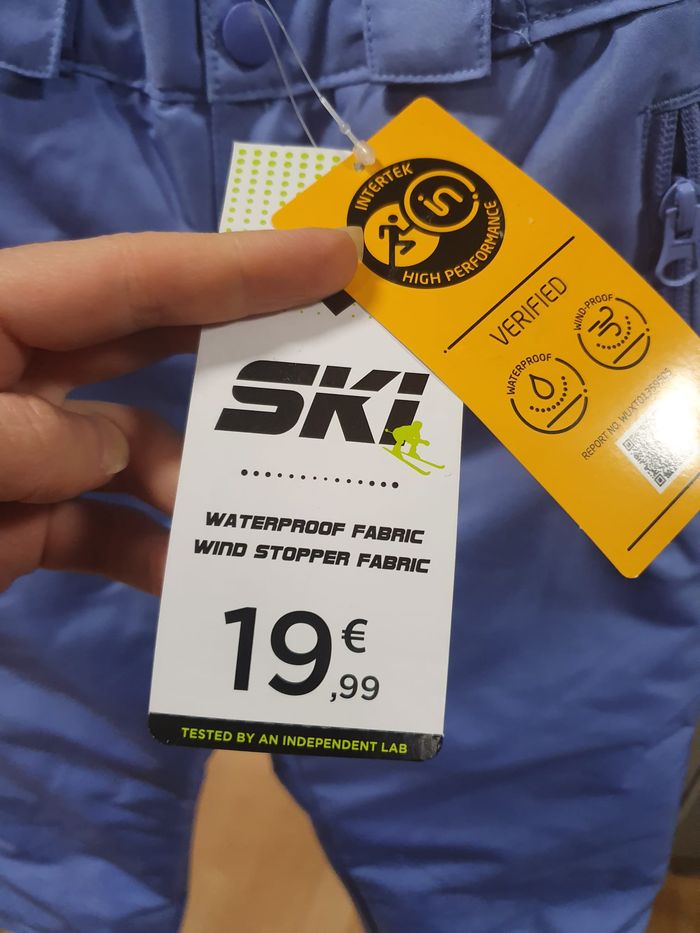 INTERTEK
in
HIGH PERFORMANCE
VERIFIED
WATERPROOF
WIND-PROOF
SKI
WATERPROOF FABRIC
WIND STOPPER FABRIC
19,99 €
TESTED BY AN INDEPENDENT LAB